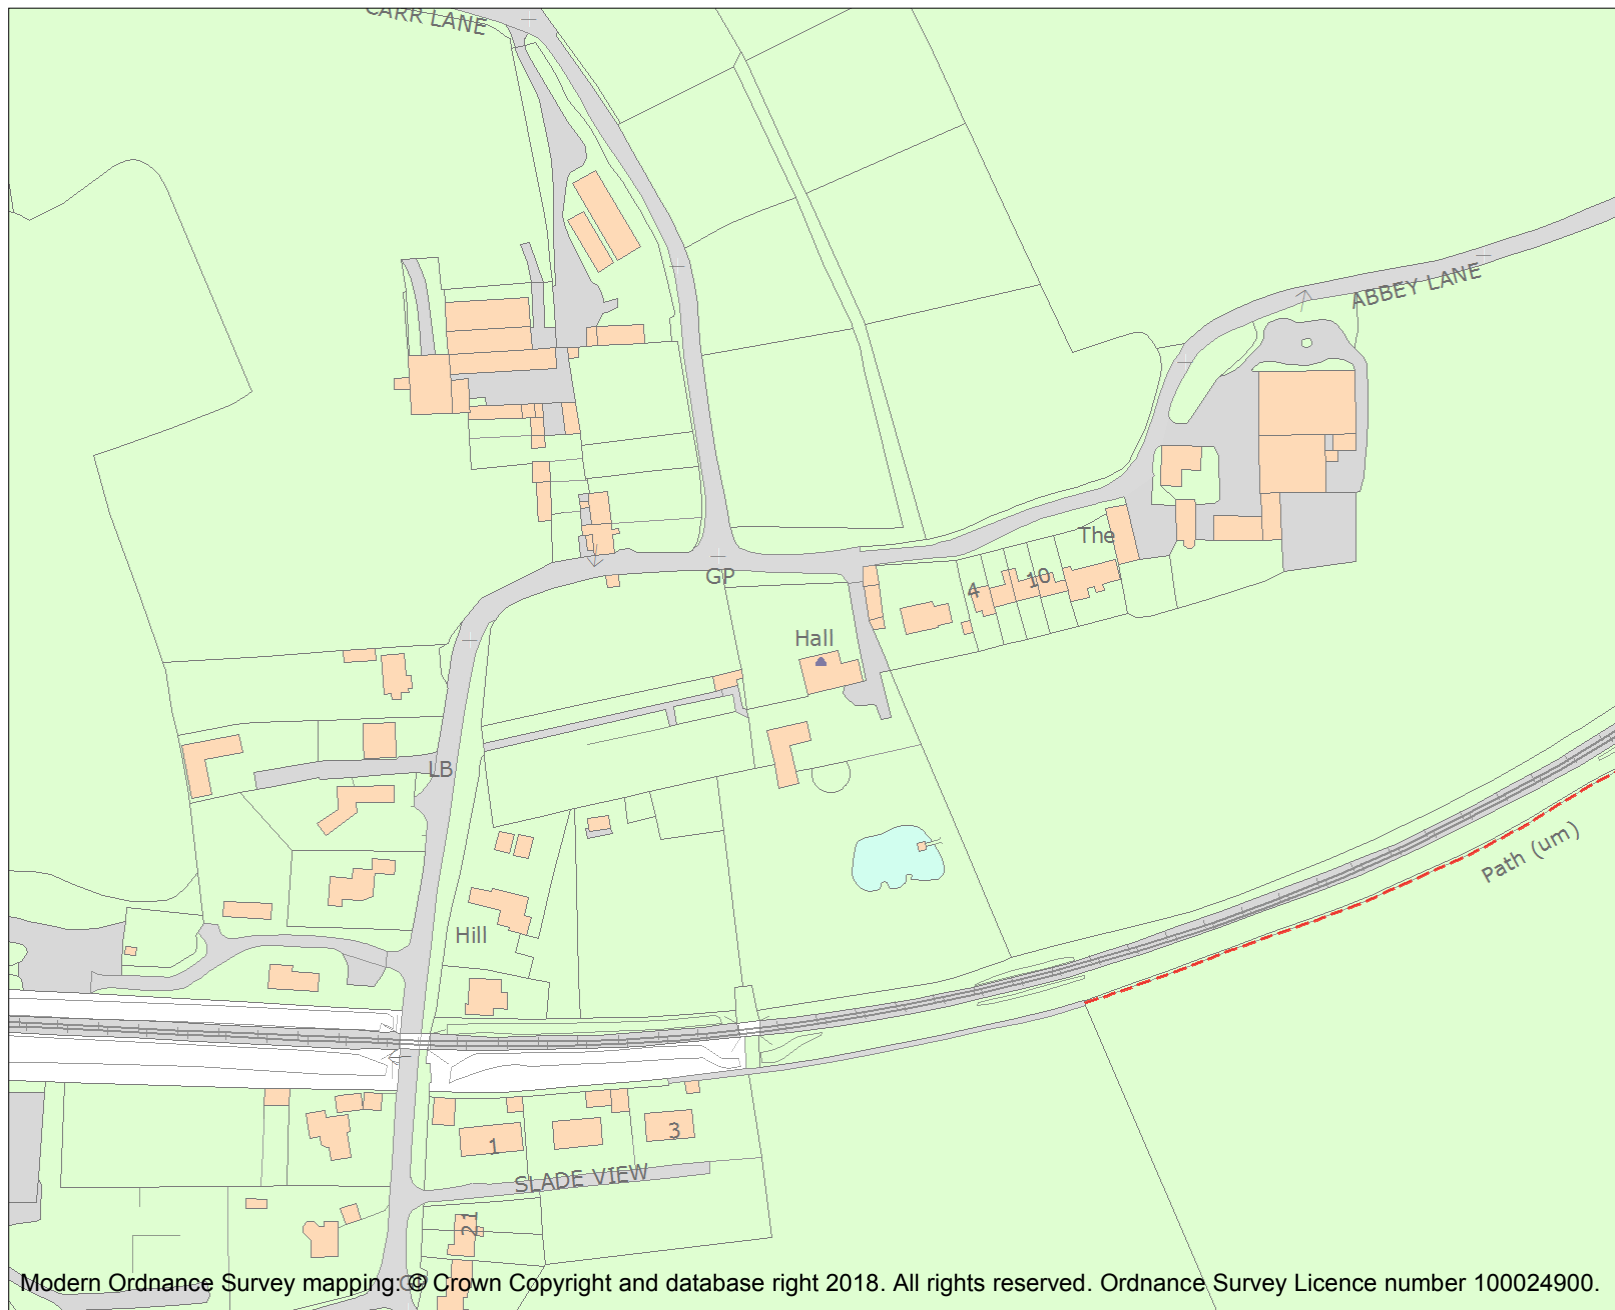 CARR LANE
ABBEY LANE
The
GP
4
10
Hall
LB
Path (um)
Hill
1
3
SLADE VIEW
21
Modern Ordnance Survey mapping: © Crown Copyright and database right 2018. All rights reserved. Ordnance Survey Licence number 100024900.